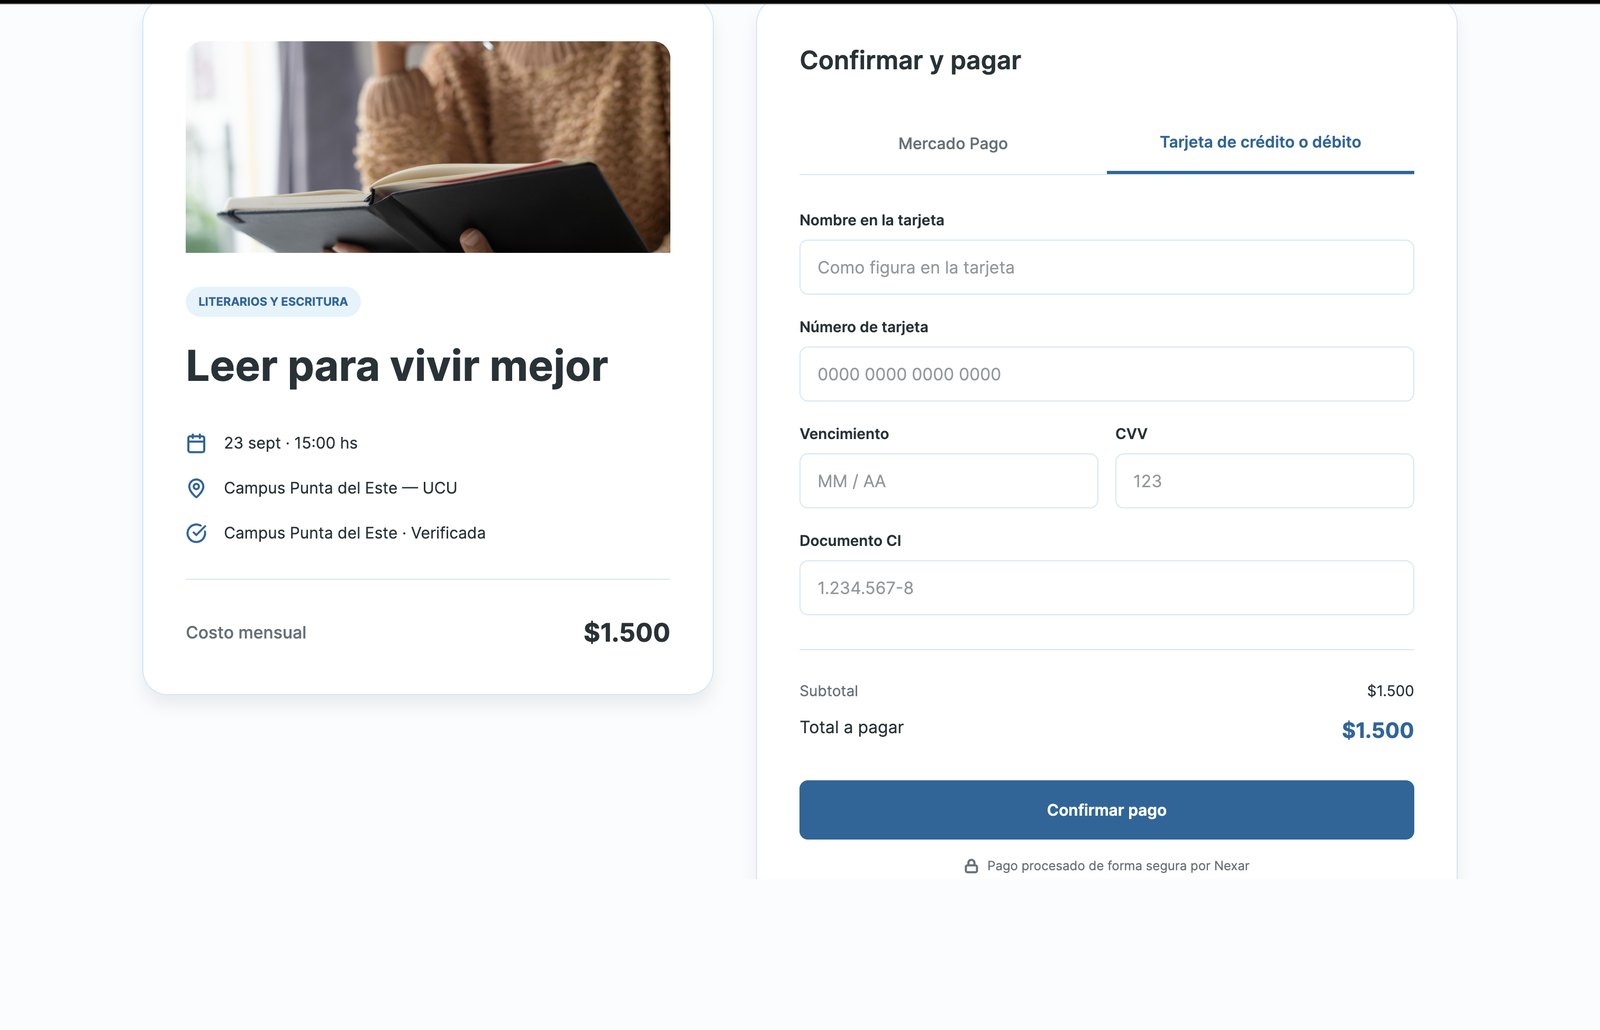 LITERARIOS Y ESCRITURA
Leer para vivir mejor
23 sept · 15:00 hs
Campus Punta del Este — UCU
Campus Punta del Este · Verificada
Costo mensual
$1.500
Confirmar y pagar
Mercado Pago
Tarjeta de crédito o débito
Nombre en la tarjeta
Como figura en la tarjeta
Número de tarjeta
0000 0000 0000 0000
Vencimiento
CVV
MM / AA
123
Documento CI
1.234.567-8
Subtotal
$1.500
Total a pagar
$1.500
Confirmar pago
Pago procesado de forma segura por Nexar